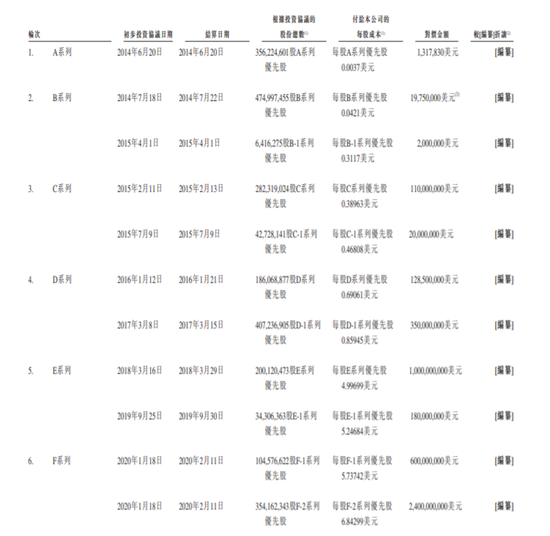 根據投資協議的 付給本公司的
輪次 初步投資協議日期 結算日期 股份總數 每股成本 對價金額 較[編纂]折讓
1. A系列 2014年6月20日 2014年6月20日 356,224,601股A系列 每股A系列優先股 1,317,830美元 [編纂]
優先股 0.0037美元
2. B系列 2014年7月18日 2014年7月22日 474,997,455股B系列 每股B系列優先股 19,750,000美元 [編纂]
優先股 0.0421美元
2015年4月1日 2015年4月1日 6,416,275股B-1系列 每股B-1系列優先股 2,000,000美元 [編纂]
優先股 0.3117美元
3. C系列 2015年2月11日 2015年2月13日 282,319,024股C系列 每股C系列優先股 110,000,000美元 [編纂]
優先股 0.38963美元
2015年7月9日 2015年7月9日 42,728,141股C-1系列 每股C-1系列優先股 20,000,000美元 [編纂]
優先股 0.46808美元
4. D系列 2016年1月12日 2016年1月21日 186,068,877股D系列 每股D系列優先股 128,500,000美元 [編纂]
優先股 0.69061美元
2017年3月8日 2017年3月15日 407,236,905股D-1系列 每股D-1系列優先股 350,000,000美元 [編纂]
優先股 0.85945美元
5. E系列 2018年3月16日 2018年3月29日 200,120,473股E系列 每股E系列優先股 1,000,000,000美元 [編纂]
優先股 4.99699美元
2019年9月25日 2019年9月30日 34,306,363股E-1系列 每股E-1系列優先股 180,000,000美元 [編纂]
優先股 5.24684美元
6. F系列 2020年1月18日 2020年2月11日 104,576,622股F-1系列 每股F-1系列優先股 600,000,000美元 [編纂]
優先股 5.73742美元
2020年1月18日 2020年2月11日 354,162,343股F-2系列 每股F-2系列優先股 2,400,000,000美元 [編纂]
優先股 6.84299美元